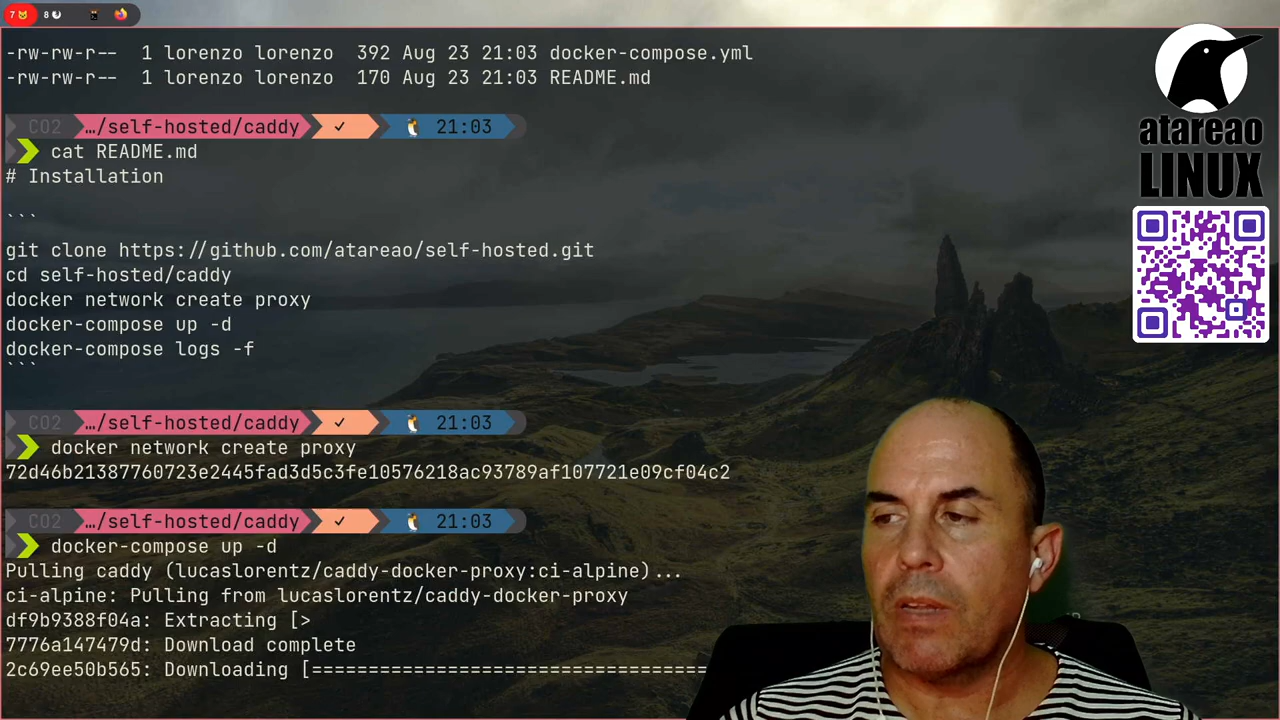 7 8
-rw-rw-r-- 1 lorenzo lorenzo 392 Aug 23 21:03 docker-compose.yml
-rw-rw-r-- 1 lorenzo lorenzo 170 Aug 23 21:03 README.md
CO2 …/self-hosted/caddy ✓ 21:03
cat README.md
# Installation
```
git clone https://github.com/atareao/self-hosted.git
cd self-hosted/caddy
docker network create proxy
docker-compose up -d
docker-compose logs -f
```
CO2 …/self-hosted/caddy ✓ 21:03
docker network create proxy
72d46b21387760723e2445fad3d5c3fe10576218ac93789af107721e09cf04c2
CO2 …/self-hosted/caddy ✓ 21:03
docker-compose up -d
Pulling caddy (lucaslorentz/caddy-docker-proxy:ci-alpine)...
ci-alpine: Pulling from lucaslorentz/caddy-docker-proxy
df9b9388f04a: Extracting [>
7776a147479d: Download complete
2c69ee50b565: Downloading [===================================
atareao
LINUX